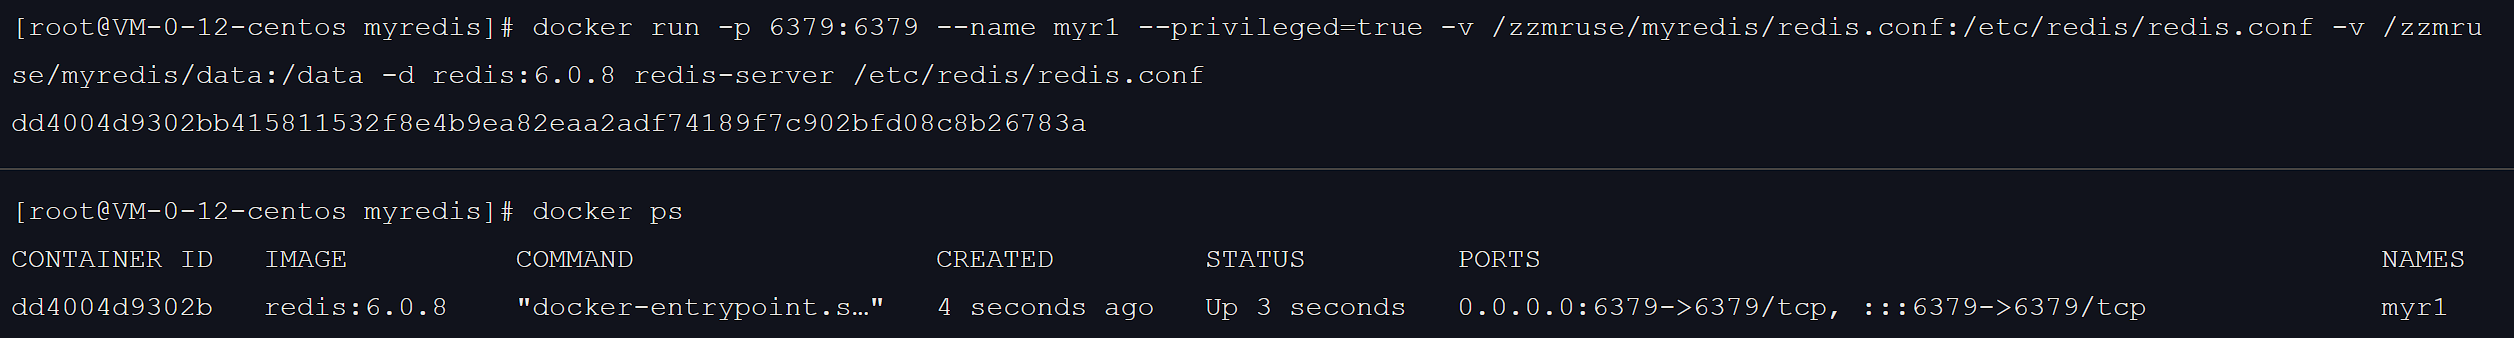 [root@VM-0-12-centos myredis]# docker run -p 6379:6379 --name myr1 --privileged=true -v /zzmruse/myredis/redis.conf:/etc/redis/redis.conf -v /zzmru
se/myredis/data:/data -d redis:6.0.8 redis-server /etc/redis/redis.conf
dd4004d9302bb415811532f8e4b9ea82eaa2adf74189f7c902bfd08c8b26783a
[root@VM-0-12-centos myredis]# docker ps
CONTAINER ID   IMAGE         COMMAND                  CREATED         STATUS         PORTS                                       NAMES
dd4004d9302b   redis:6.0.8   "docker-entrypoint.s…"   4 seconds ago   Up 3 seconds   0.0.0.0:6379->6379/tcp, :::6379->6379/tcp   myr1